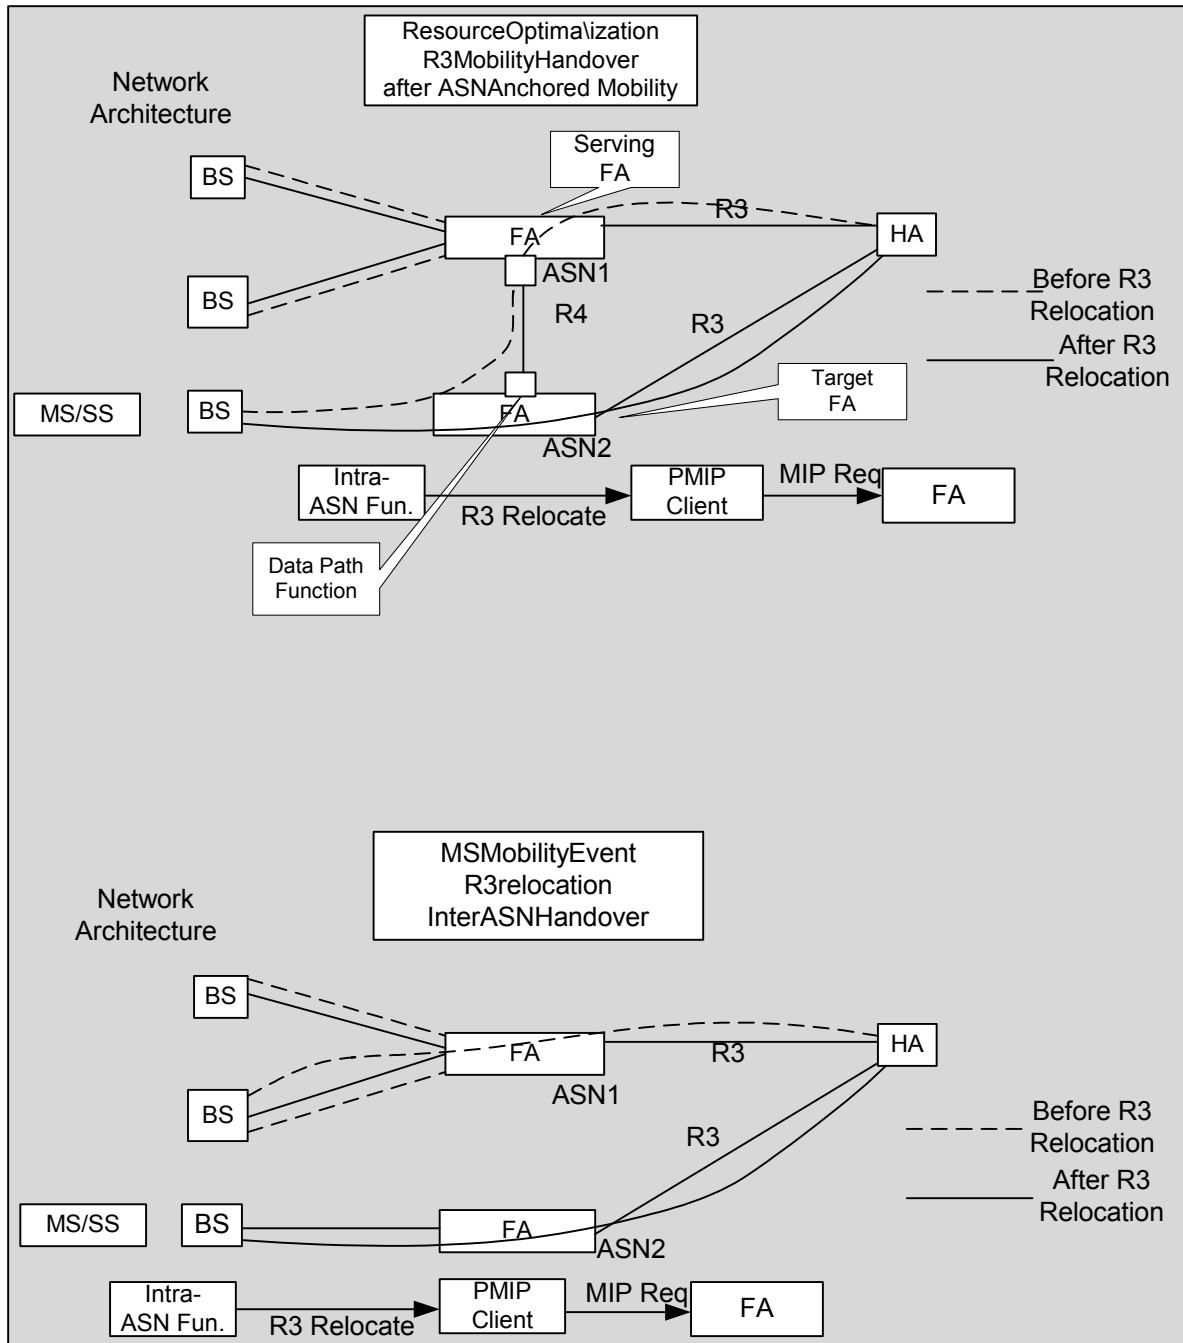 ResourceOptima\ization
R3MobilityHandover
after ASNAnchored Mobility
Network
Architecture
Serving
FA
BS
R3
FA
HA
ASN1
BS
Before R3
Relocation
R4
R3
After R3
Relocation
Target
FA
MS/SS
BS
FA
ASN2
Intra-
ASN Fun.
R3 Relocate
PMIP
Client
MIP Req
FA
Data Path
Function
MSMobilityEvent
R3relocation
InterASNHandover
Network
Architecture
BS
FA
R3
HA
ASN1
BS
Before R3
Relocation
R3
After R3
Relocation
MS/SS
BS
FA
ASN2
Intra-
ASN Fun.
R3 Relocate
PMIP
Client
MIP Req
FA